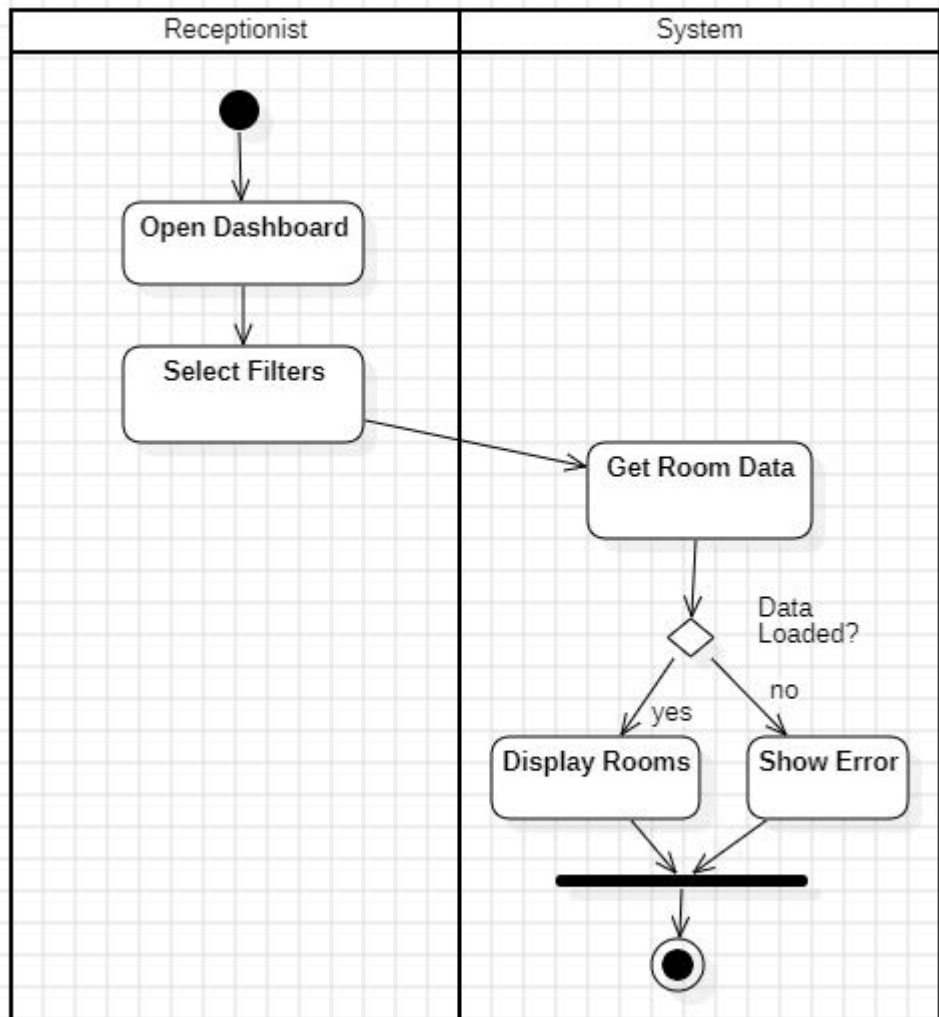 Receptionist
System
Open Dashboard
Select Filters
Get Room Data
Data
Loaded?
no
yes
Display Rooms
Show Error